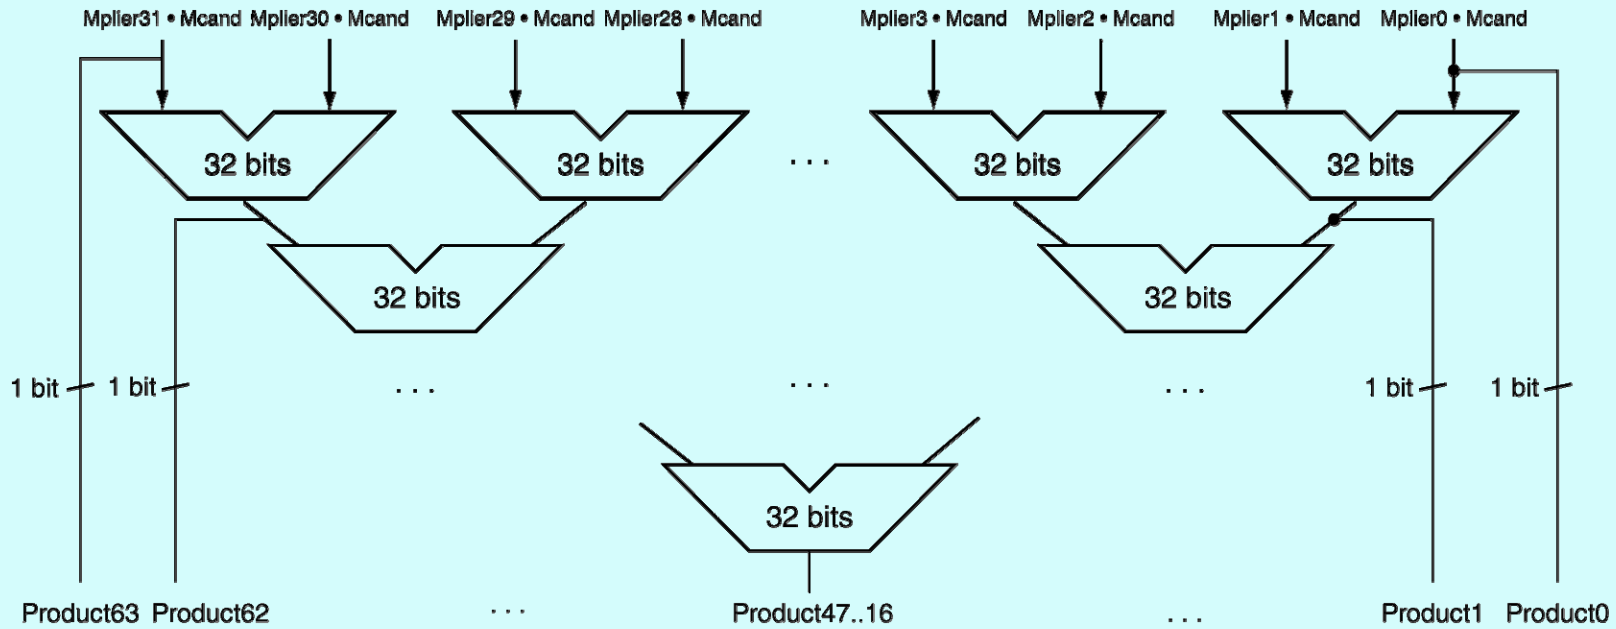 Mplier31 • Mcand Mplier30 • Mcand Mplier29 • Mcand Mplier28 • Mcand Mplier3 • Mcand Mplier2 • Mcand Mplier1 • Mcand Mplier0 • Mcand
32 bits 32 bits . . . 32 bits 32 bits
32 bits 32 bits
1 bit 1 bit . . . . . . . . . 1 bit 1 bit
32 bits
Product63 Product62 . . . Product47..16 . . . Product1 Product0